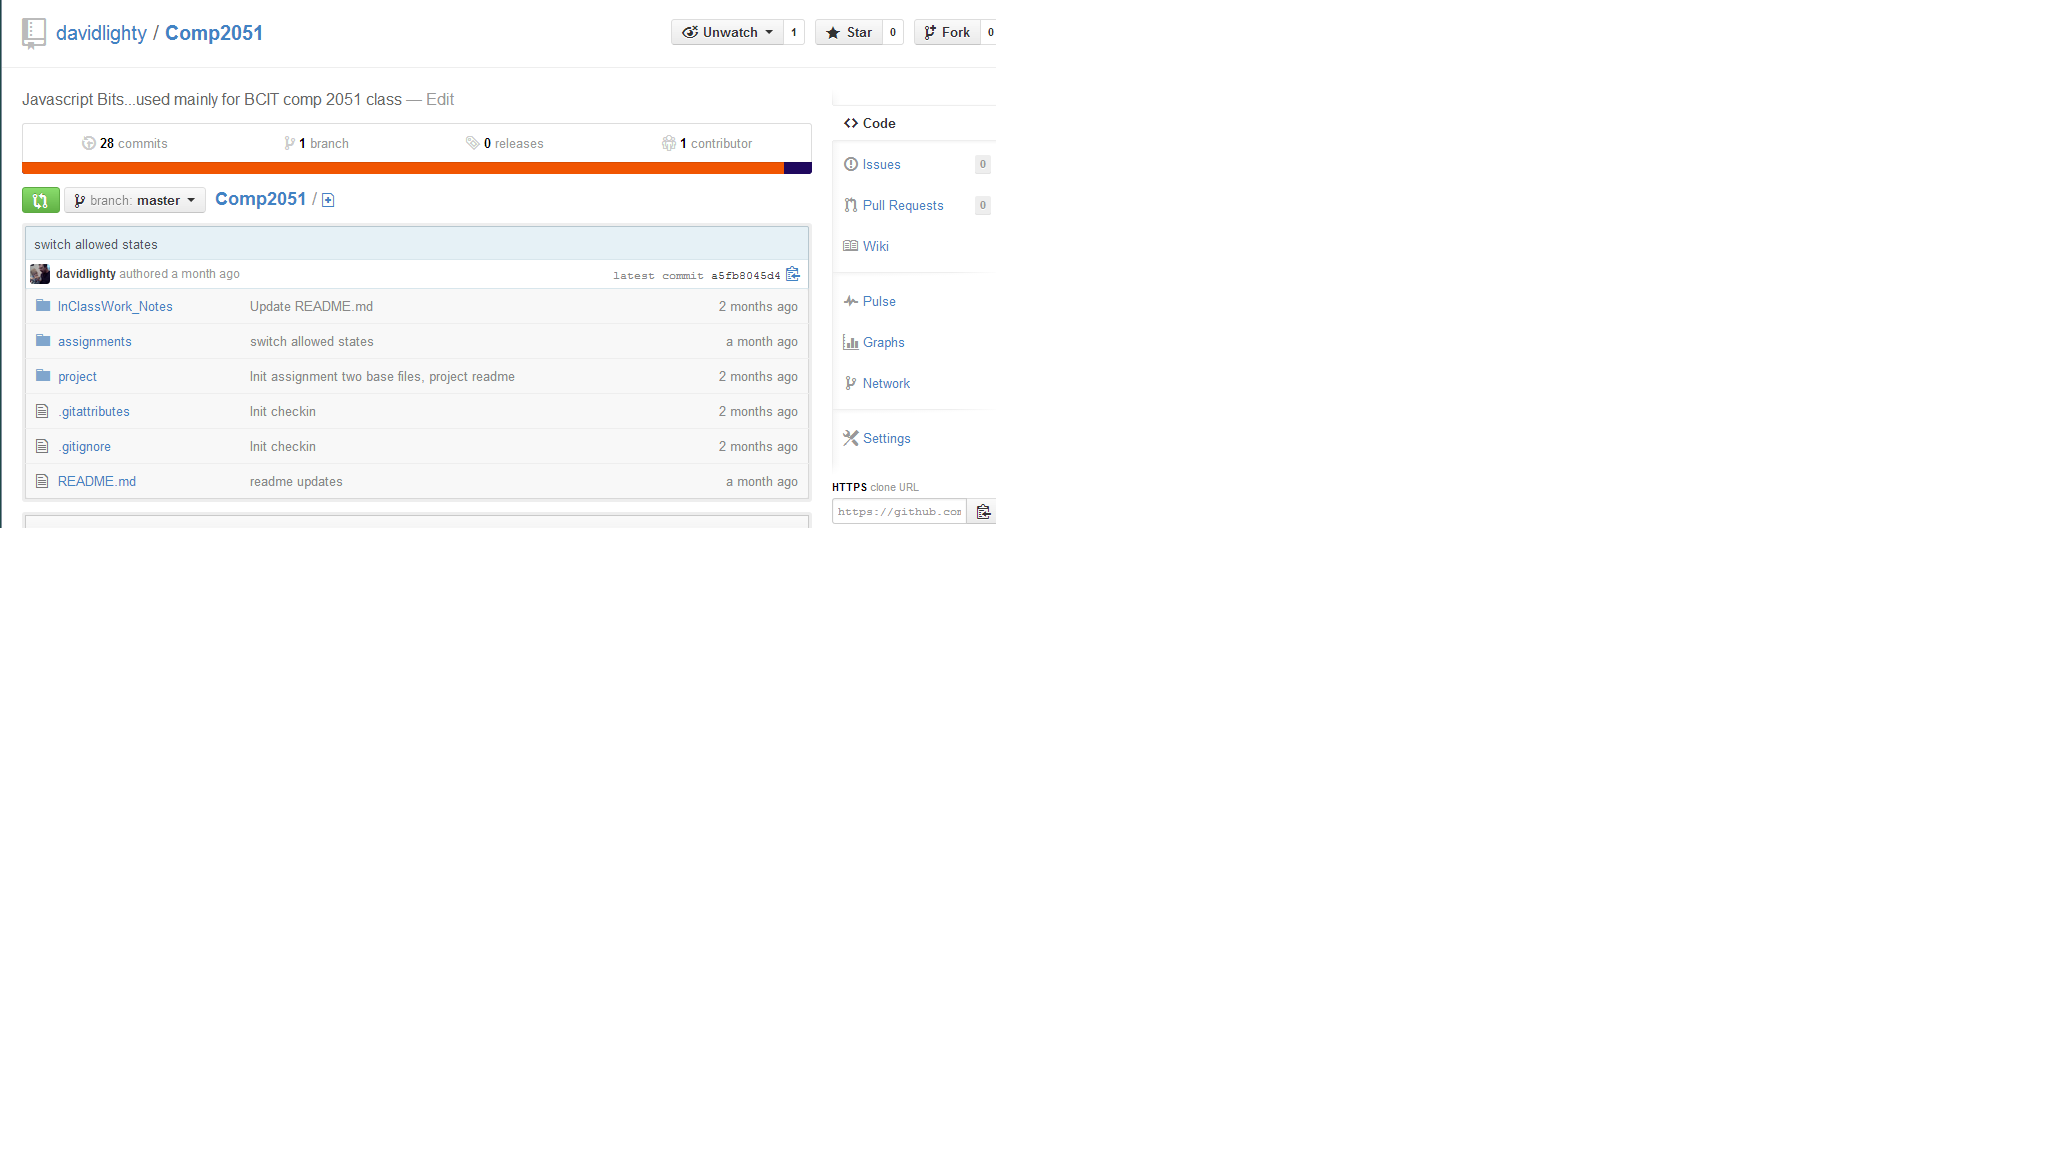 davidlighty / Comp2051
Unwatch 1 Star 0 Fork 0
Javascript Bits...used mainly for BCIT comp 2051 class — Edit
28 commits 1 branch 0 releases 1 contributor
branch: master Comp2051 /
switch allowed states
davidlighty authored a month ago latest commit a5fb8045d4
InClassWork_Notes Update README.md 2 months ago
assignments switch allowed states a month ago
project Init assignment two base files, project readme 2 months ago
.gitattributes Init checkin 2 months ago
.gitignore Init checkin 2 months ago
README.md readme updates a month ago
Code
Issues 0
Pull Requests 0
Wiki
Pulse
Graphs
Network
Settings
HTTPS clone URL
https://github.com